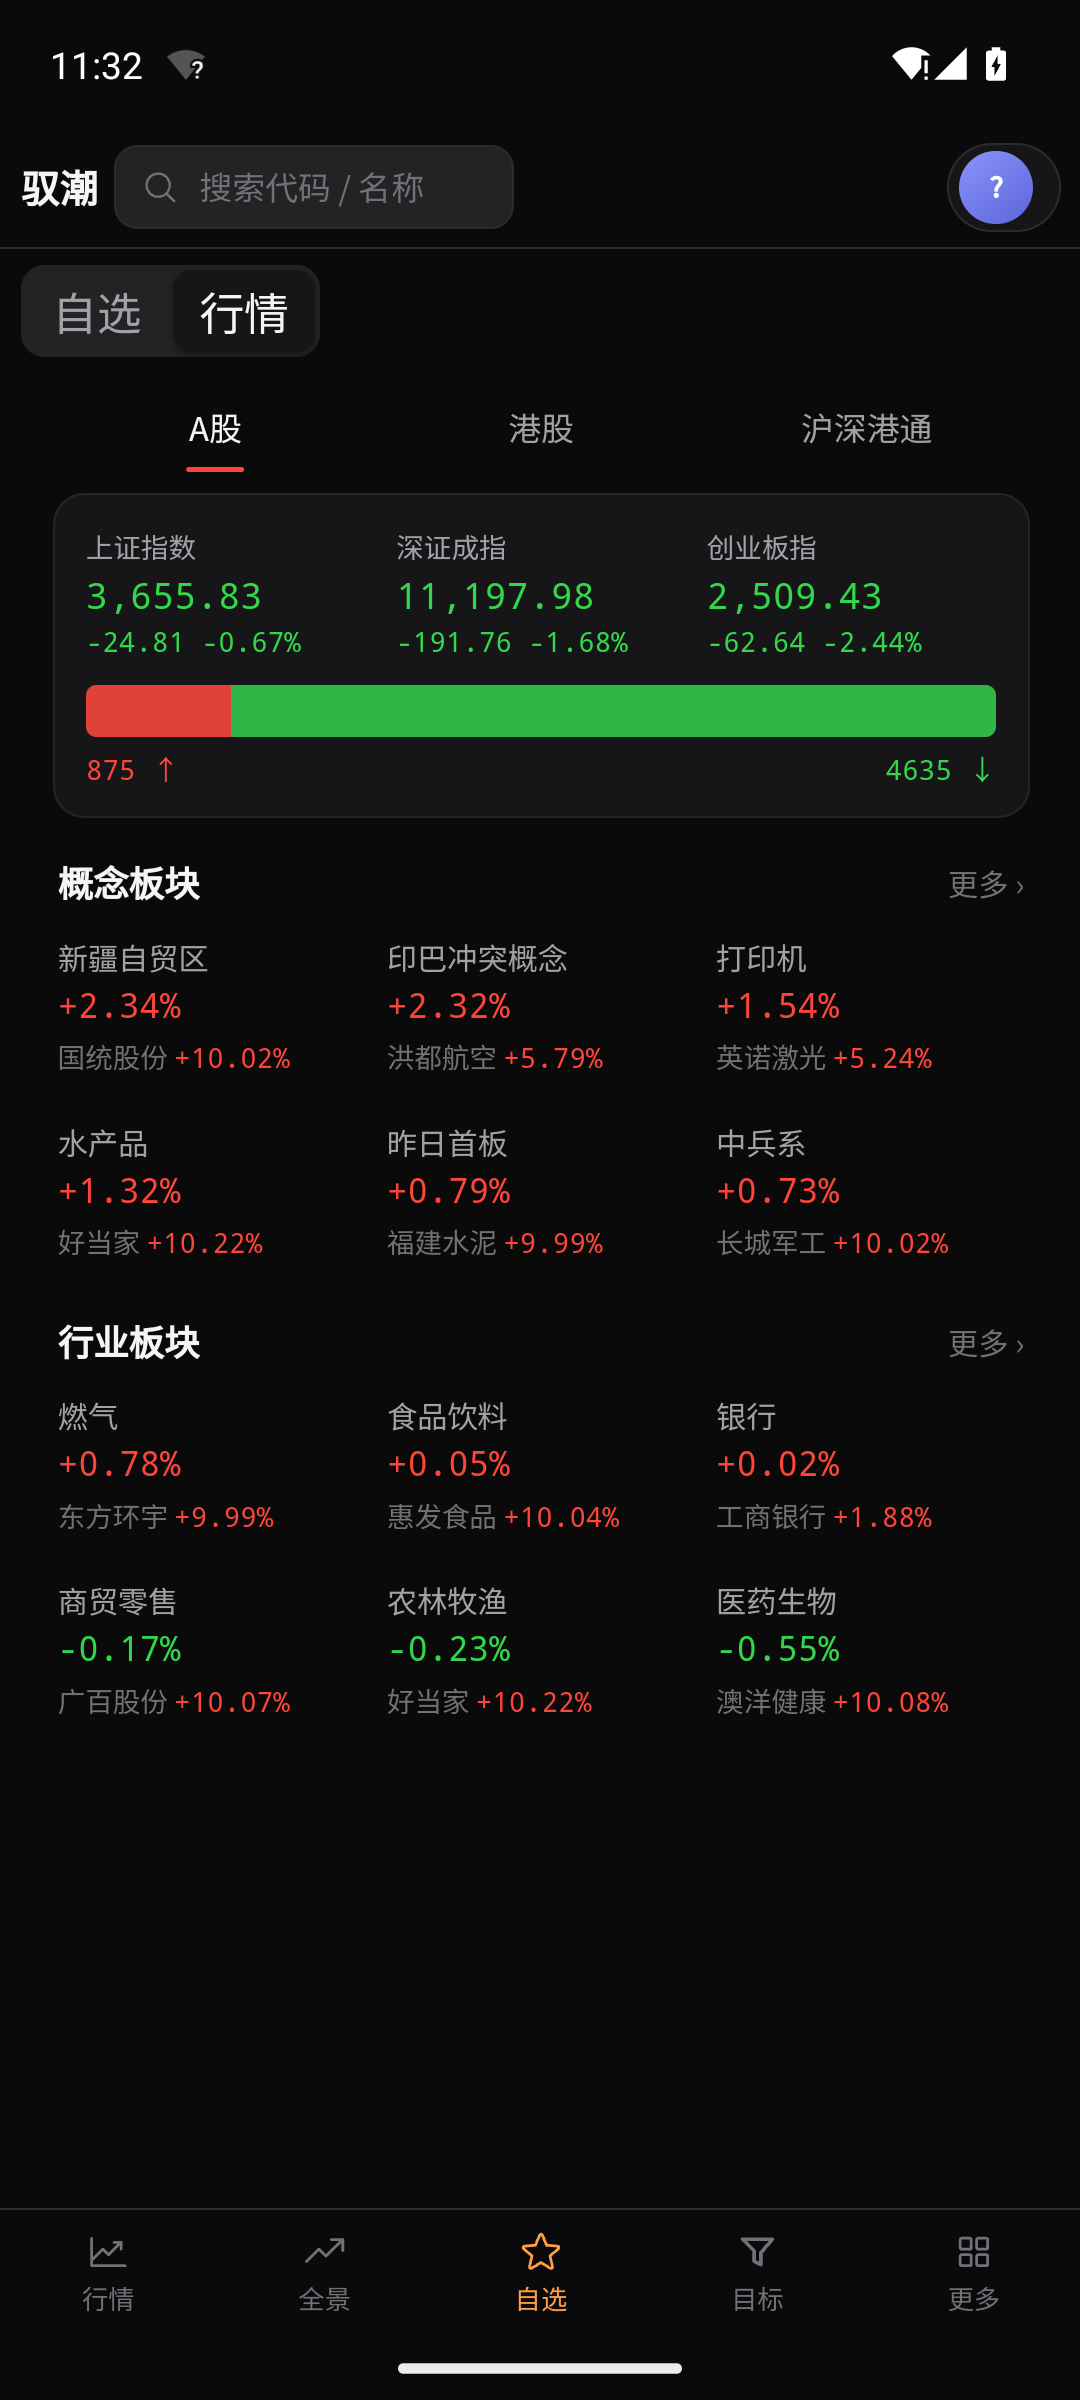 11:32
驭潮
搜索代码 / 名称
?
自选 行情
A股 港股 沪深港通
上证指数 深证成指 创业板指
3,655.83 11,197.98 2,509.43
-24.81 -0.67% -191.76 -1.68% -62.64 -2.44%
875 ↑ 4635 ↓
概念板块 更多 ›
新疆自贸区 印巴冲突概念 打印机
+2.34% +2.32% +1.54%
国统股份 +10.02% 洪都航空 +5.79% 英诺激光 +5.24%
水产品 昨日首板 中兵系
+1.32% +0.79% +0.73%
好当家 +10.22% 福建水泥 +9.99% 长城军工 +10.02%
行业板块 更多 ›
燃气 食品饮料 银行
+0.78% +0.05% +0.02%
东方环宇 +9.99% 惠发食品 +10.04% 工商银行 +1.88%
商贸零售 农林牧渔 医药生物
-0.17% -0.23% -0.55%
广百股份 +10.07% 好当家 +10.22% 澳洋健康 +10.08%
行情 全景 自选 目标 更多